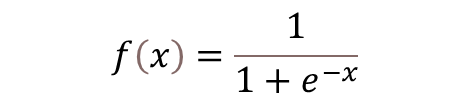 f(x) = 1 / (1 + e^{-x})